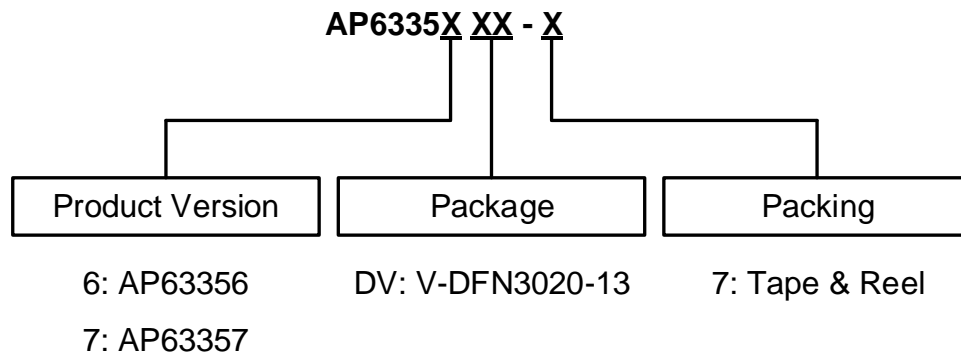 AP6335X XX - X
Product Version
Package
Packing
6: AP63356
DV: V-DFN3020-13
7: Tape & Reel
7: AP63357